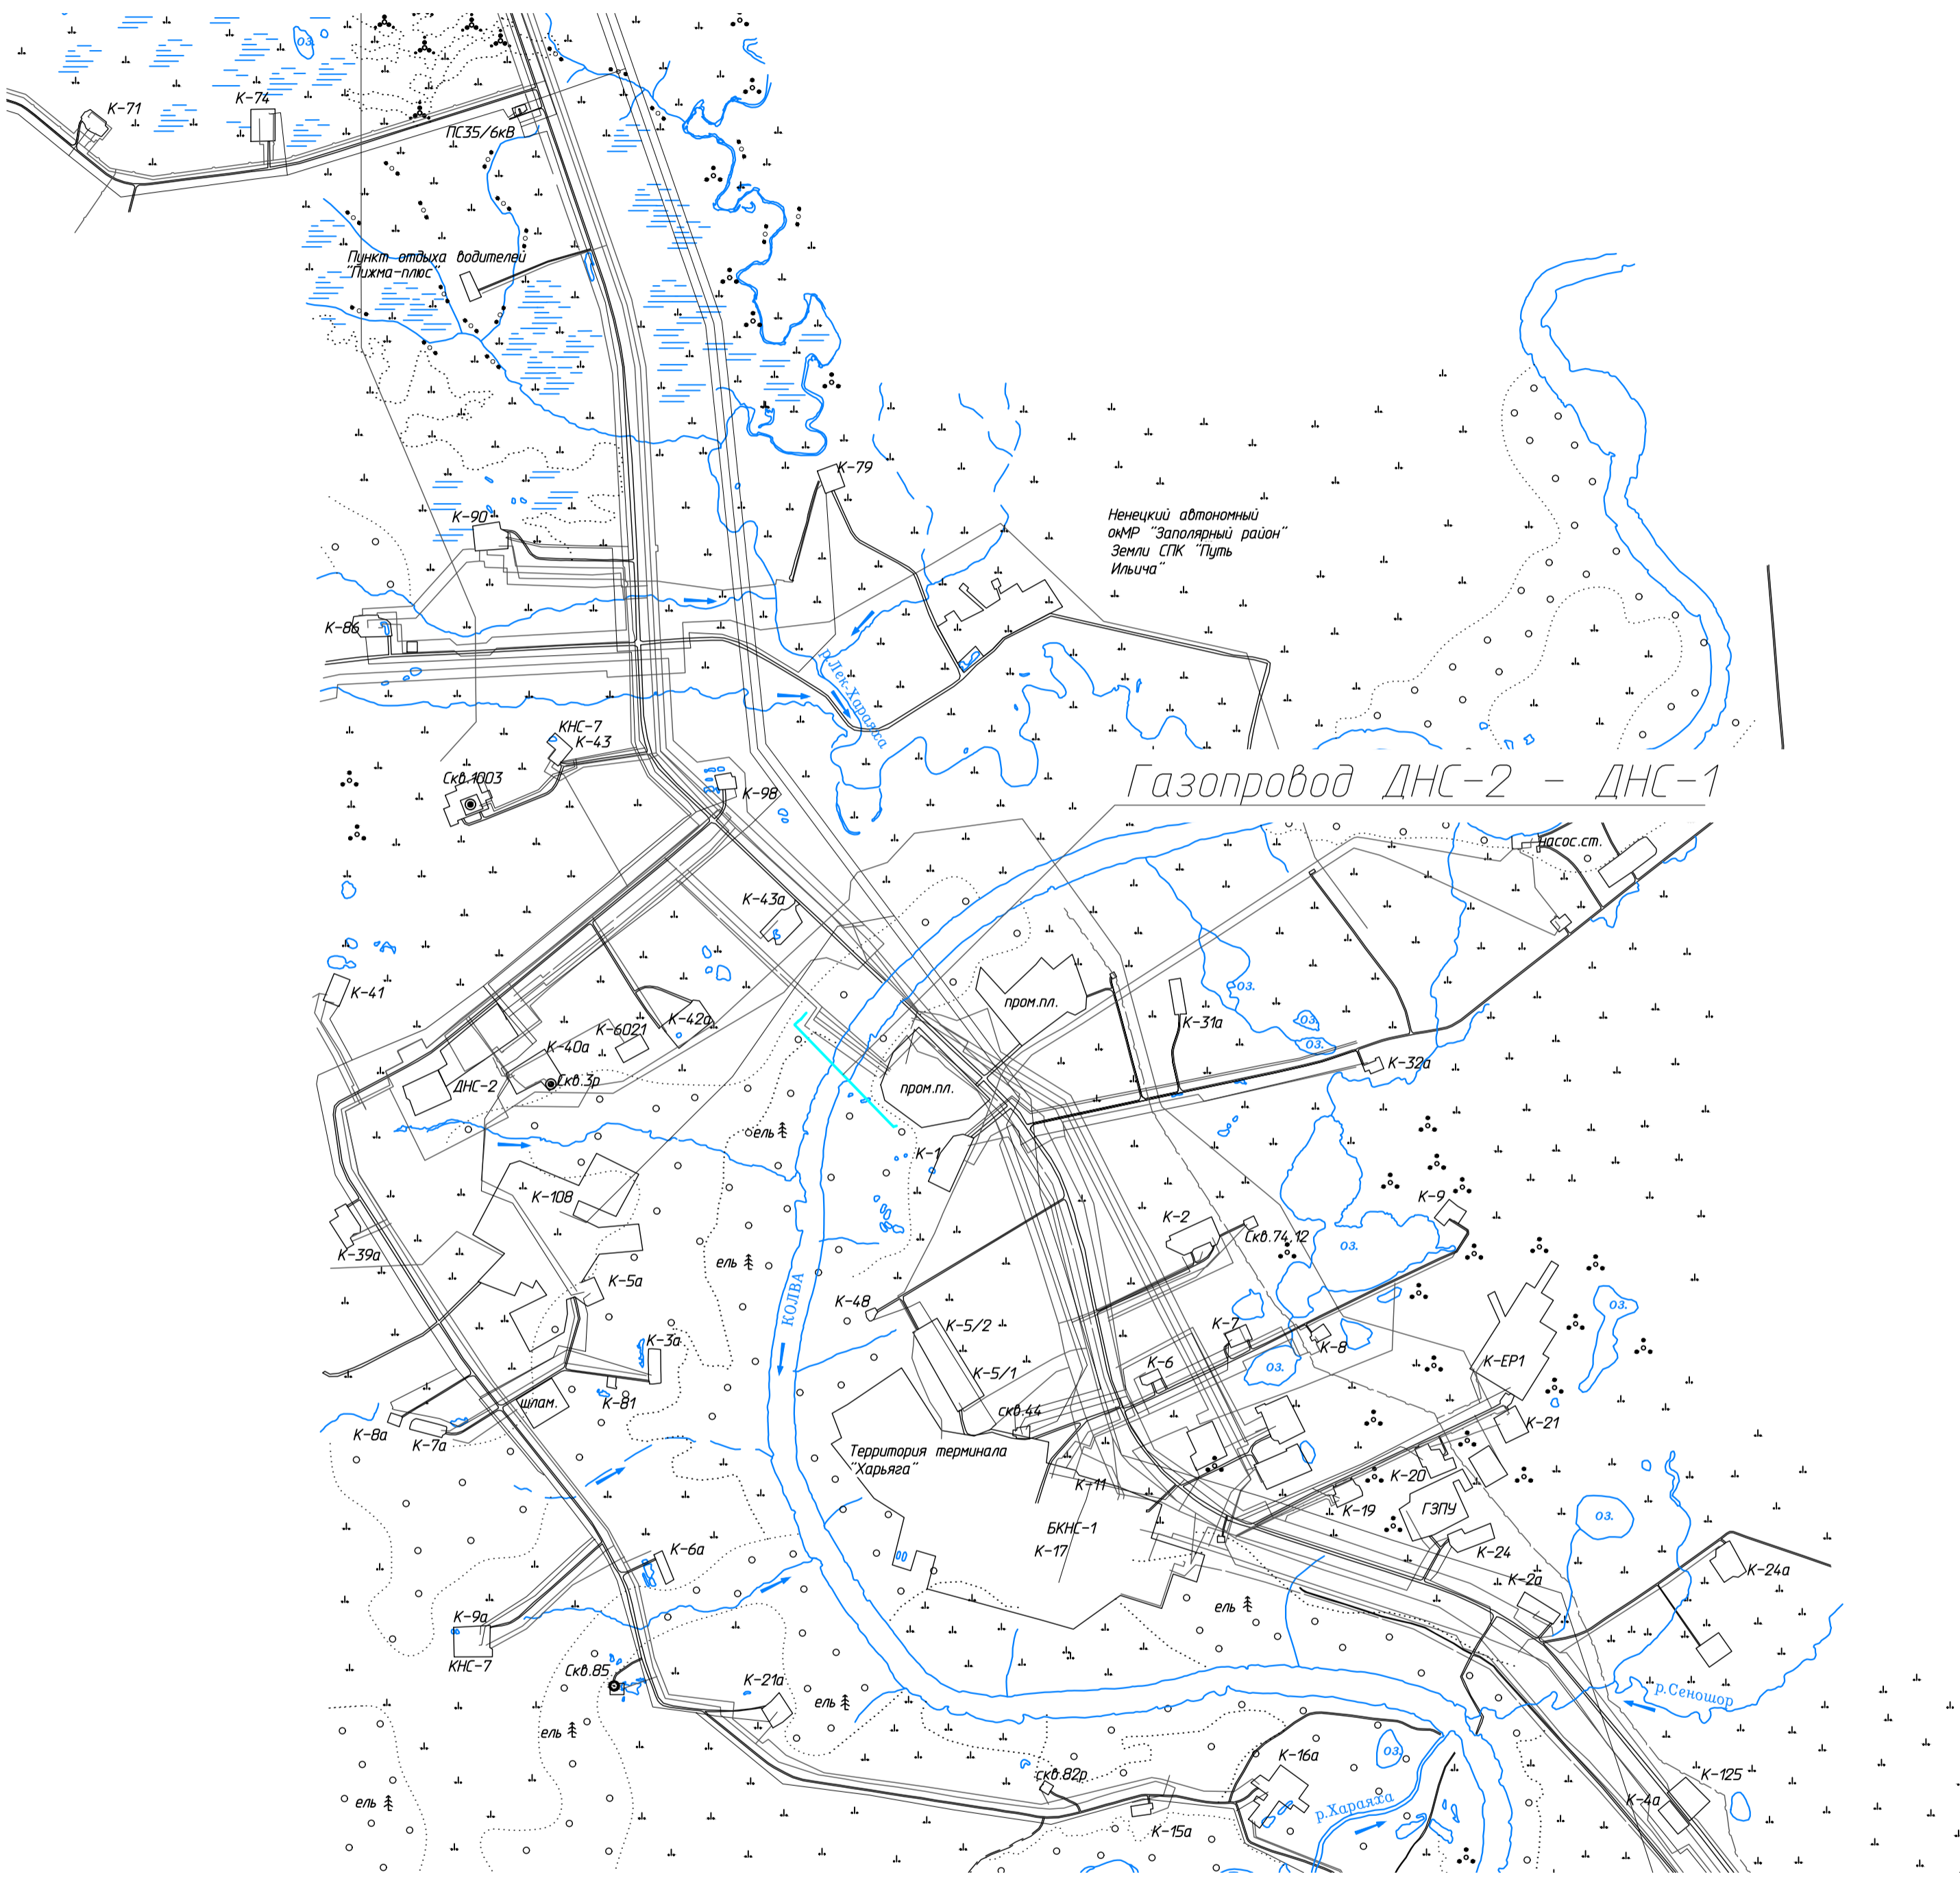 оз.
К-71
К-74
ПС35/6кВ
Пункт отдыха водителей
"Пижма-плюс"
К-79
К-90
Ненецкий автономный
окМР "Заполярный район"
Земли СПК "Путь
Ильича"
К-86
р.Лек-Хараяха
КНС-7
К-43
Скв.1003
К-98
Газопровод ДНС-2 - ДНС-1
насос.ст.
К-43а
К-41
оз.
пром.пл.
К-31а
оз.
К-42а
К-6021
К-40а
оз.
К-32а
ДНС-2
Скв.3р
пром.пл.
ель
К-1
К-108
К-9
К-2
Скв.74,12
оз.
К-39а
ель
К-5а
КОЛВА
К-48
оз.
К-5/2
К-7
К-8
К-3а
К-5/1
К-6
оз.
К-ЕР1
шлам.
К-81
скв.44
К-8а
К-7а
К-21
Территория терминала
"Харьяга"
К-20
К-11
К-19
ГЗПУ
оз.
БКНС-1
К-17
К-6а
К-24
К-24а
К-2а
К-9а
ель
КНС-7
Скв.85
К-21а
ель
р.Сеношор
ель
К-16а
оз.
скв.82р
К-125
ель
р.Хараяха
К-4а
К-15а